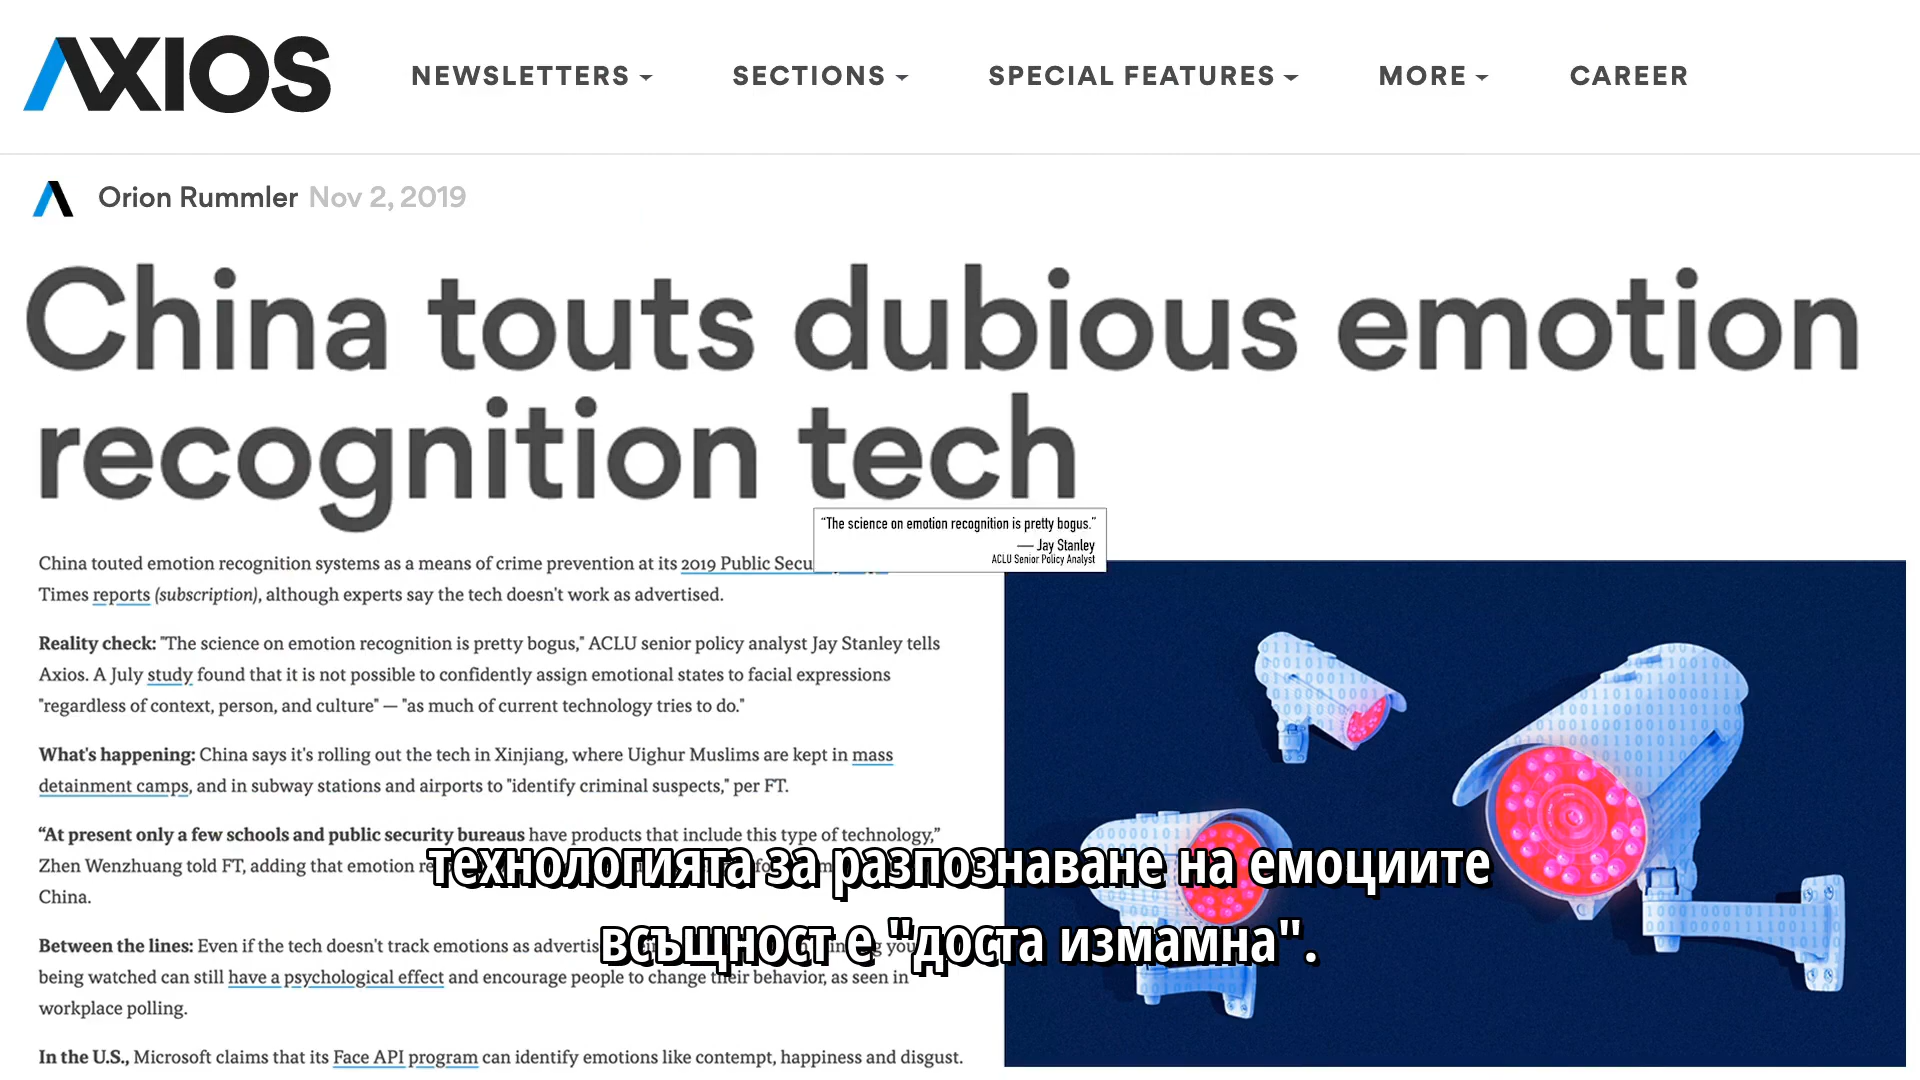 AXIOS
NEWSLETTERS SECTIONS SPECIAL FEATURES MORE CAREER
Orion Rummler Nov 2, 2019
China touts dubious emotion
recognition tech
"The science on emotion recognition is pretty bogus."
— Jay Stanley
ACLU Senior Policy Analyst
China touted emotion recognition systems as a means of crime prevention at its 2019 Public
Times reports (subscription), although experts say the tech doesn't work as advertised.
Reality check: "The science on emotion recognition is pretty bogus," ACLU senior policy analyst Jay Stanley tells
Axios. A July study found that it is not possible to confidently assign emotional states to facial expressions
"regardless of context, person, and culture" — "as much of current technology tries to do."
What's happening: China says it's rolling out the tech in Xinjiang, where Uighur Muslims are kept in mass
detainment camps, and in subway stations and airports to "identify criminal suspects," per FT.
“At present only a few schools and public security bureaus have products that include this type of technology,”
Zhen Wenzhuang told FT, adding that emotion
China.
Between the lines: Even if the tech doesn't track emotions as
being watched can still have a psychological effect and encourage people to change their behavior, as seen in
workplace polling.
In the U.S., Microsoft claims that its Face API program can identify emotions like contempt, happiness and disgust.
технологията за разпознаване на емоциите
всъщност е "доста измамна".